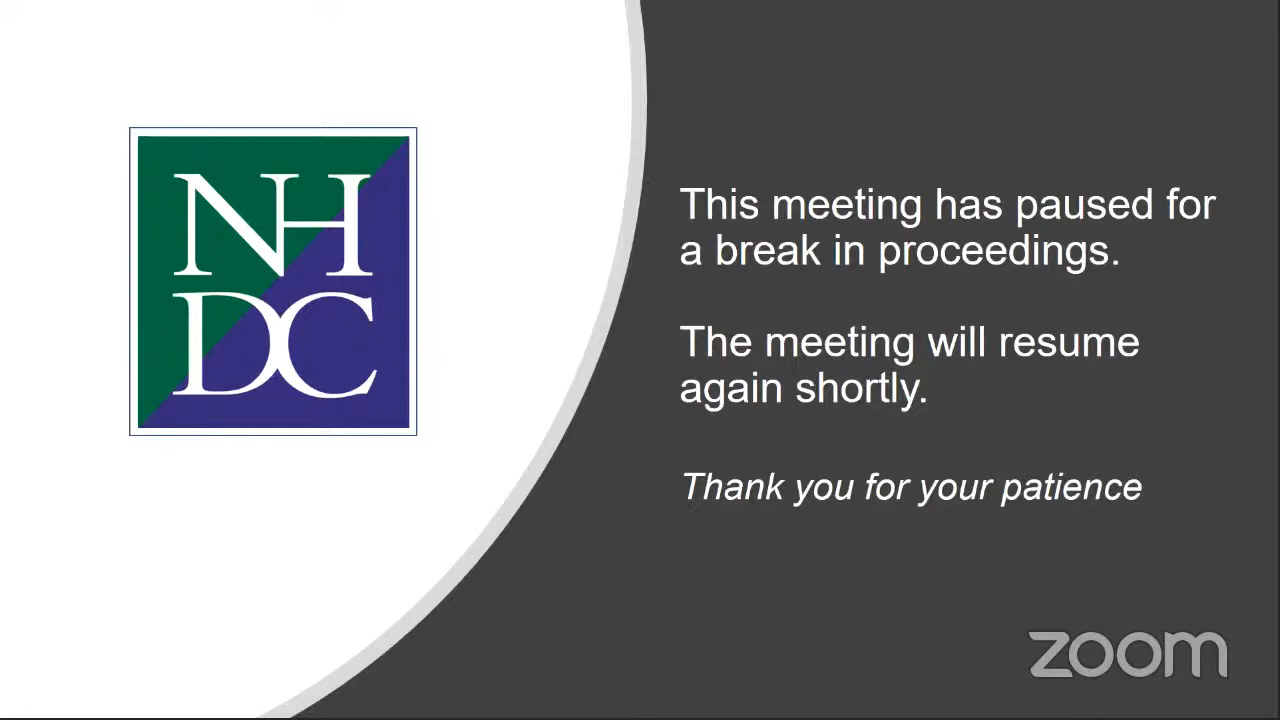 NH
DC
This meeting has paused for
a break in proceedings.
The meeting will resume
again shortly.
Thank you for your patience
zoom